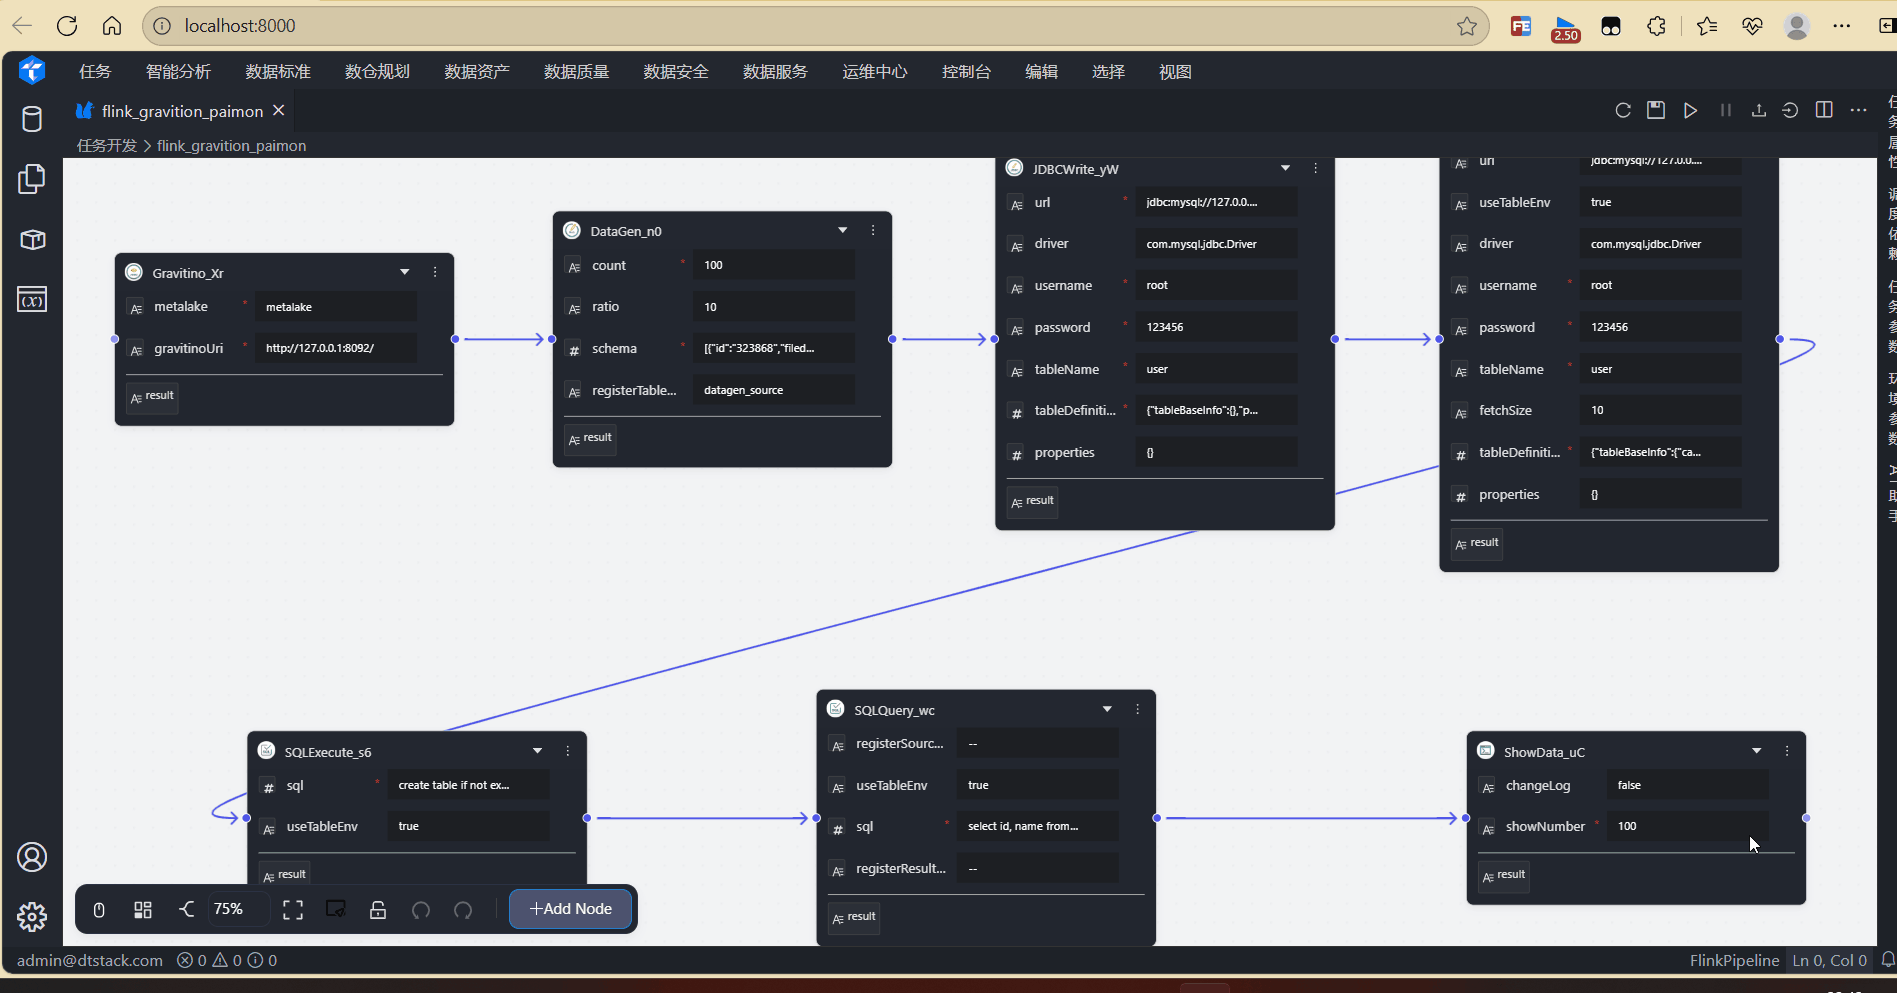 localhost:8000
FE
2.50
任务 智能分析 数据标准 数仓规划 数据资产 数据质量 数据安全 数据服务 运维中心 控制台 编辑 选择 视图
flink_gravition_paimon
任务开发 > flink_gravition_paimon
Gravitino_Xr
metalake * metalake
gravitinoUri * http://127.0.0.1:8092/
result
DataGen_n0
count * 100
ratio 10
schema * [{"id":"323868","filed...
registerTable... datagen_source
result
JDBCWrite_yW
url * jdbc:mysql://127.0.0....
driver com.mysql.jdbc.Driver
username * root
password * 123456
tableName user
tableDefiniti... * {"tableBaseInfo":{},"p...
properties {}
result
url jdbc:mysql://127.0.0....
useTableEnv true
driver com.mysql.jdbc.Driver
username * root
password * 123456
tableName * user
fetchSize 10
tableDefiniti... * {"tableBaseInfo":{"ca...
properties {}
result
SQLExecute_s6
sql * create table if not ex...
useTableEnv true
result
SQLQuery_wc
registerSourc... --
useTableEnv true
sql * select id, name from...
registerResult... --
result
ShowData_uC
changeLog false
showNumber * 100
result
75%
+Add Node
admin@dtstack.com 0 0 0
FlinkPipeline Ln 0, Col 0